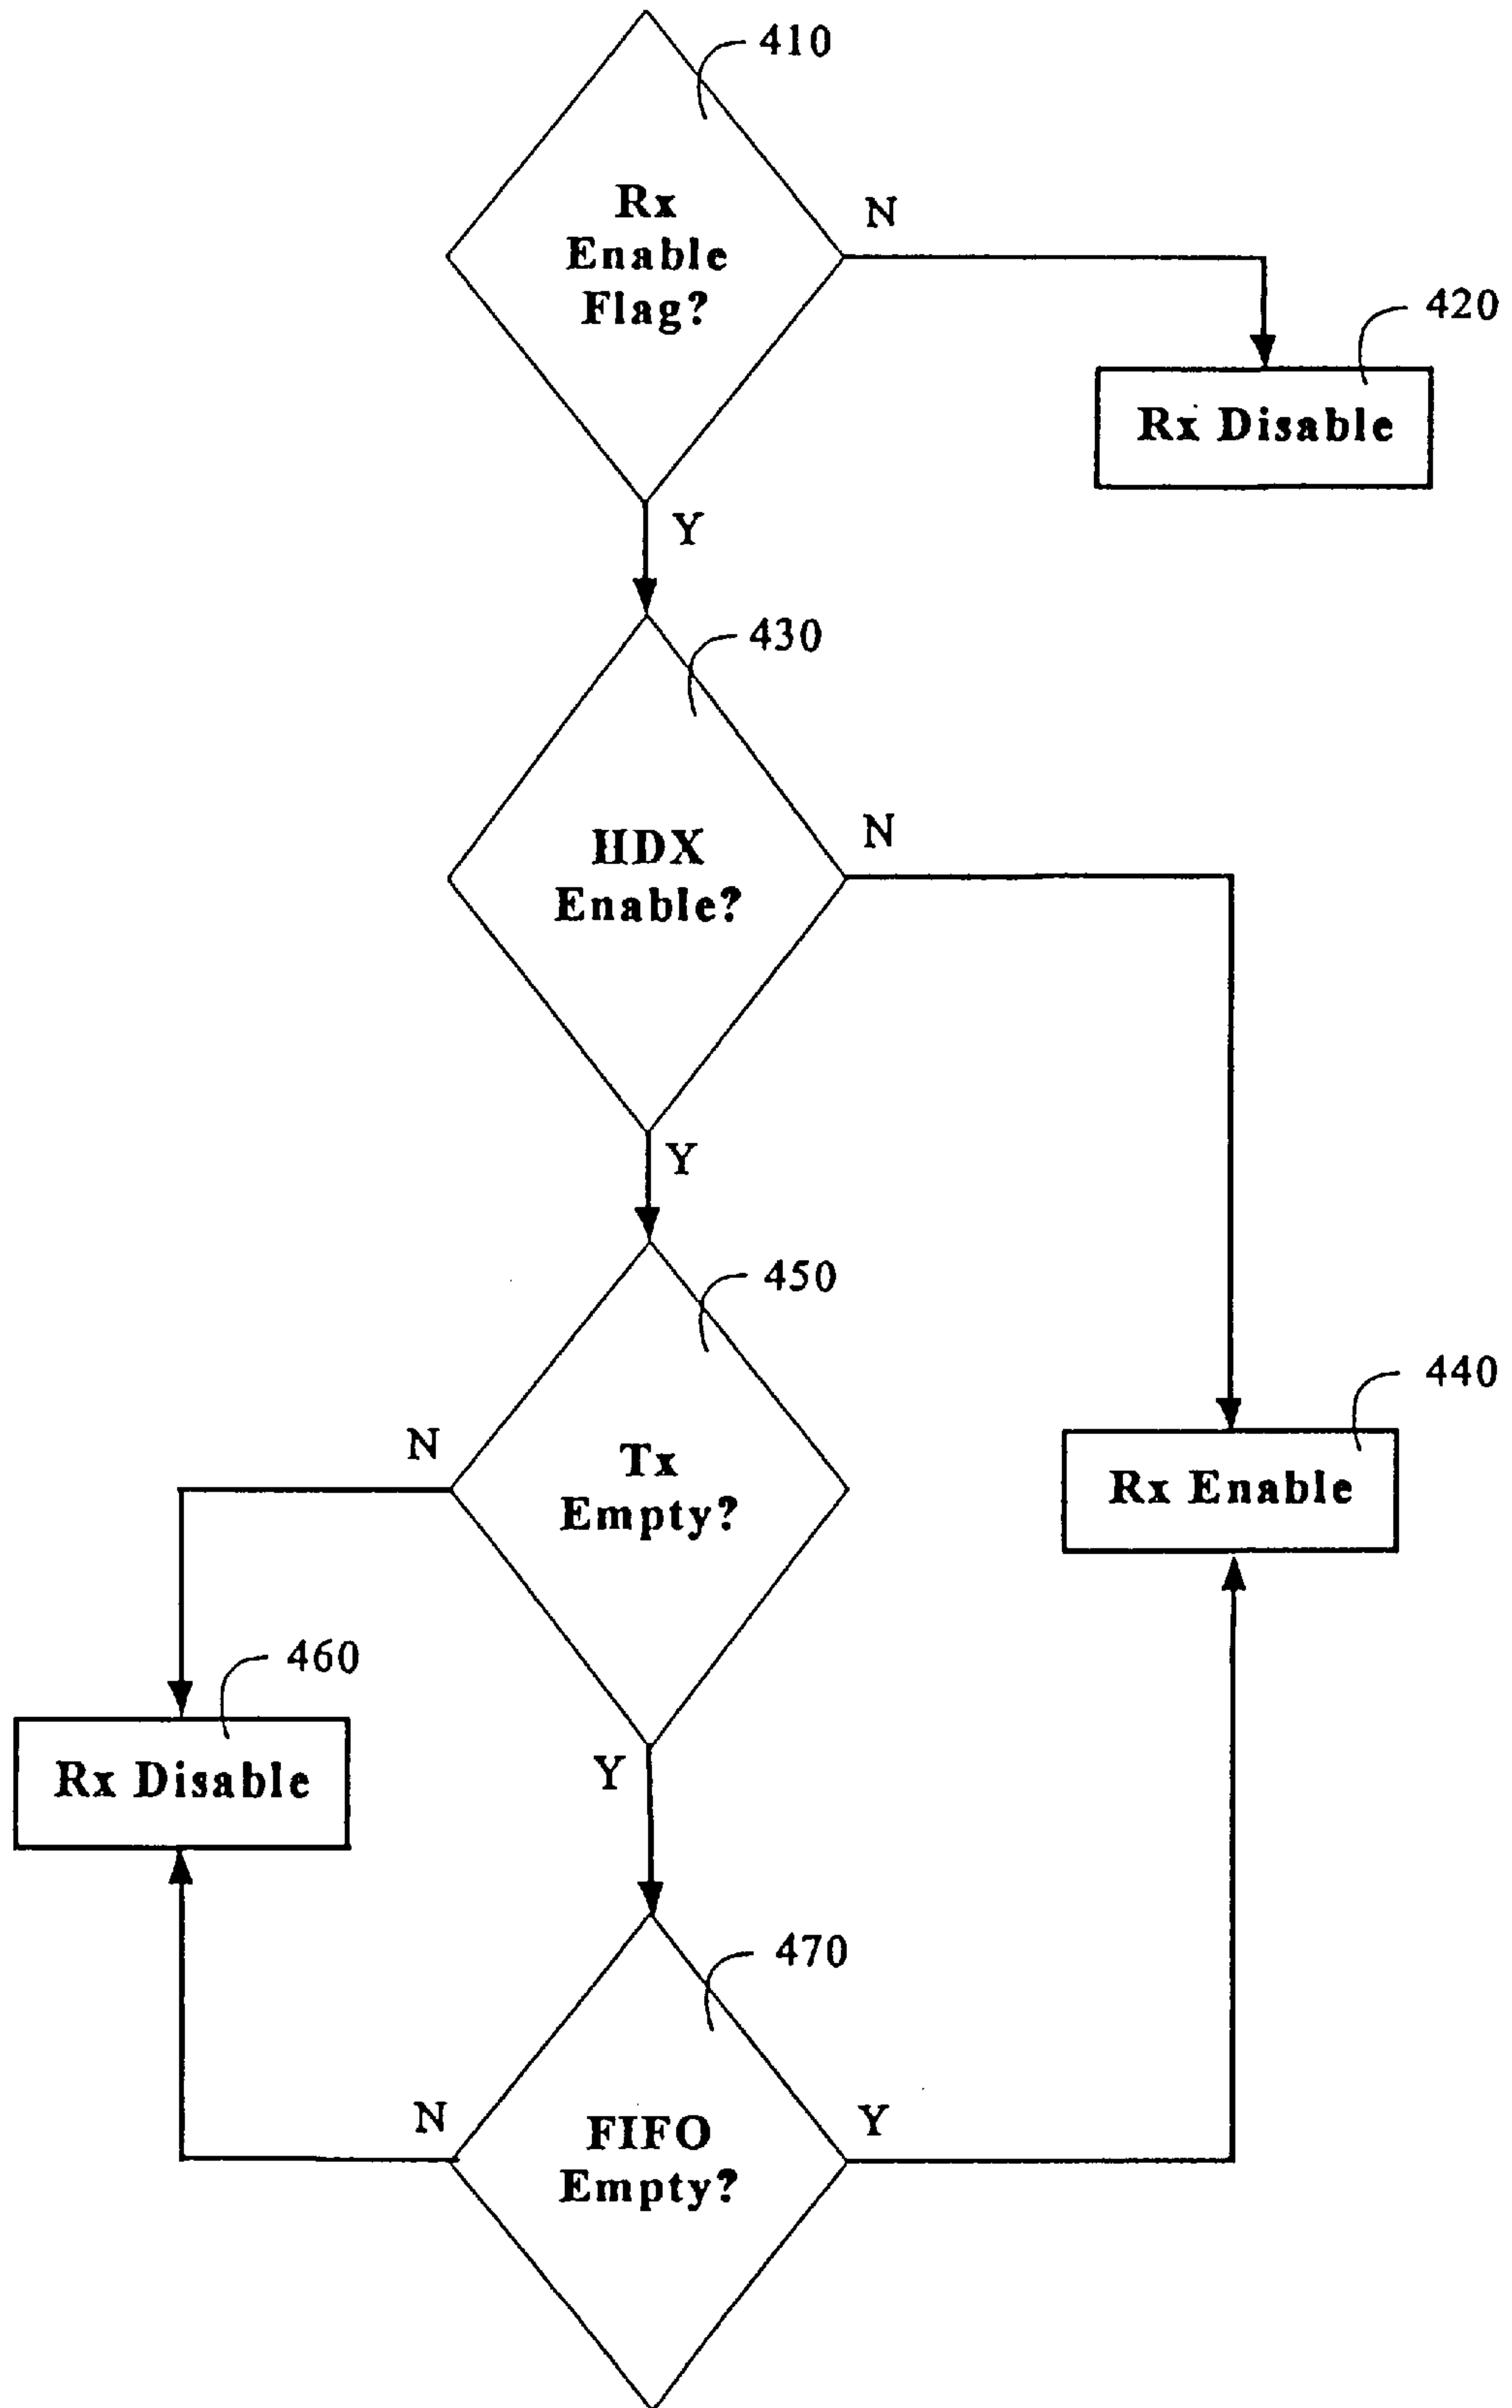 410
Rx
Enable
Flag?
N
420
Rx Disable
Y
430
HDX
Enable?
N
Y
450
440
N
Tx
Empty?
Rx Enable
460
Rx Disable
Y
470
N
FIFO
Empty?
Y